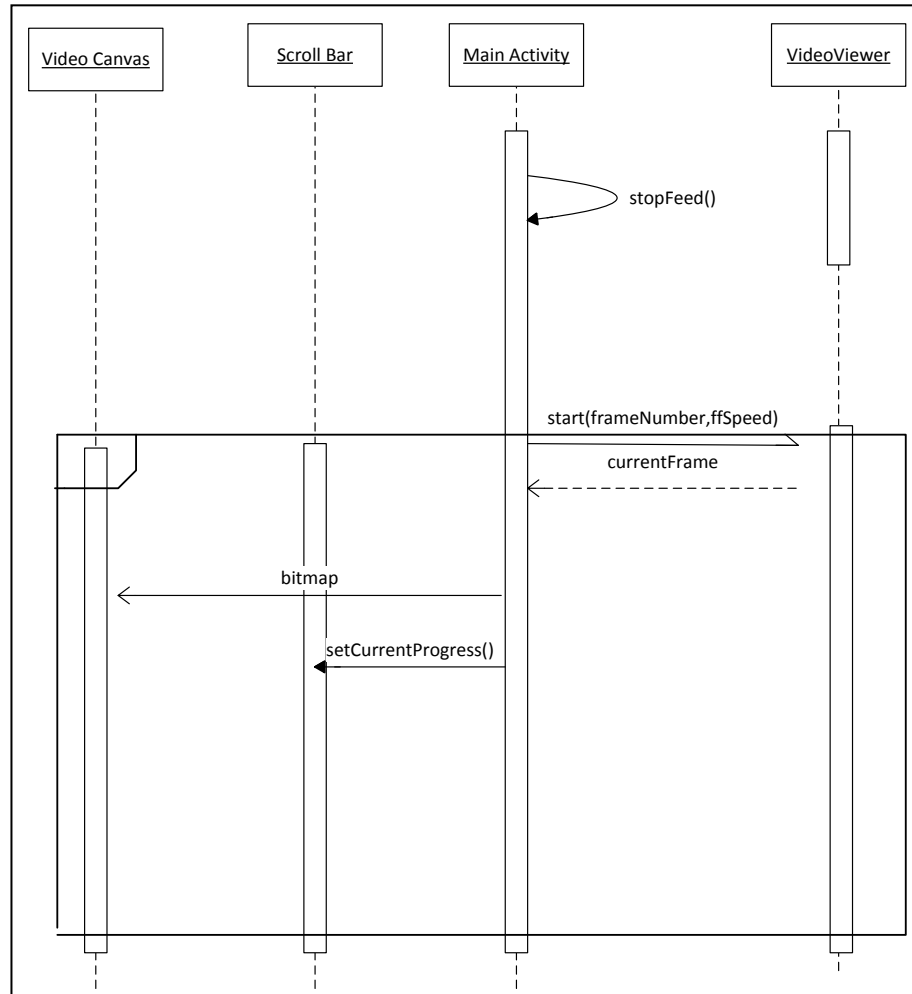 Video Canvas
Scroll Bar
Main Activity
VideoViewer
stopFeed()
start(frameNumber,ffSpeed)
currentFrame
bitmap
setCurrentProgress()